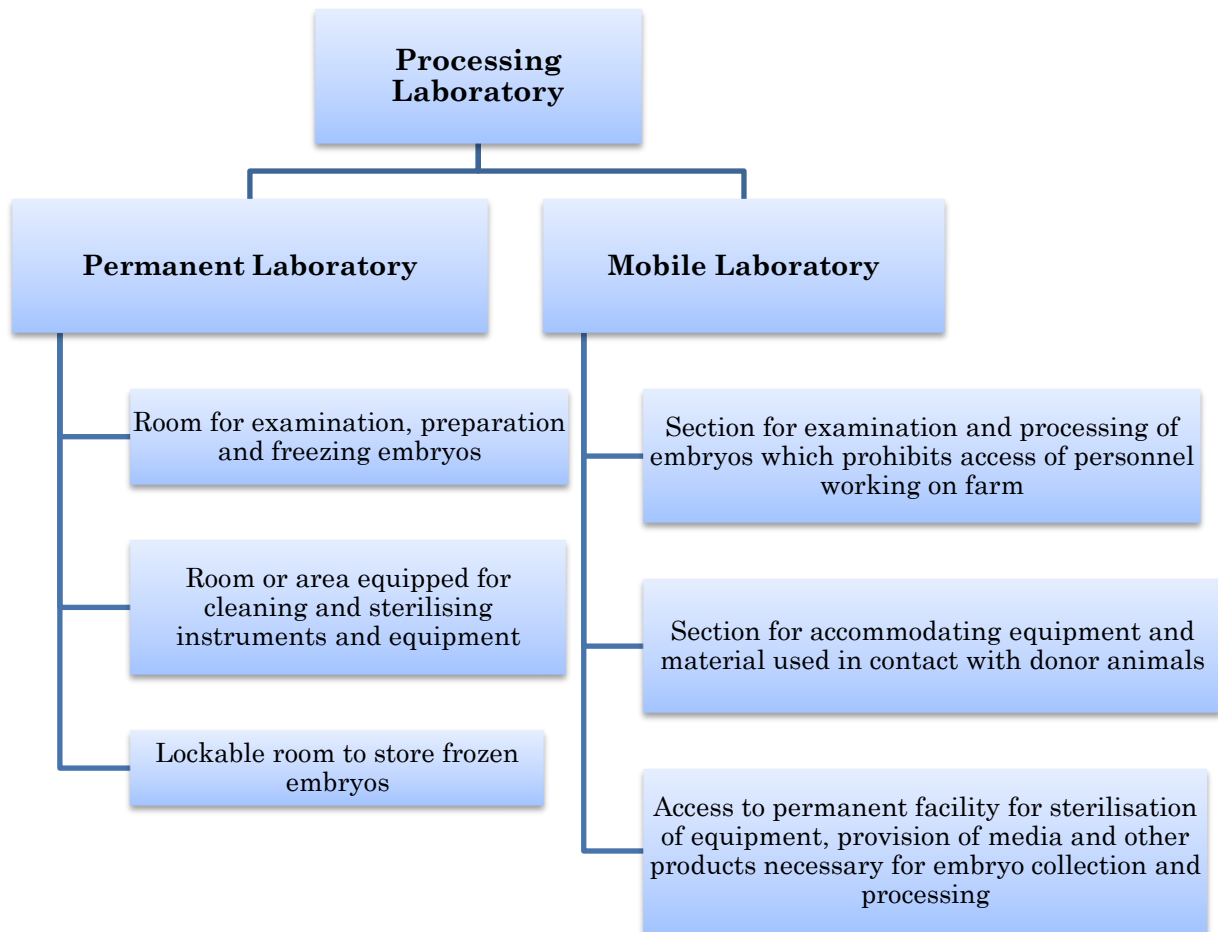 Processing
Laboratory
Permanent Laboratory
Room for examination, preparation
and freezing embryos
Room or area equipped for
cleaning and sterilising
instruments and equipment
Lockable room to store frozen
embryos
Mobile Laboratory
Section for examination and processing of
embryos which prohibits access of personnel
working on farm
Section for accommodating equipment and
material used in contact with donor animals
Access to permanent facility for sterilisation
of equipment, provision of media and other
products necessary for embryo collection and
processing